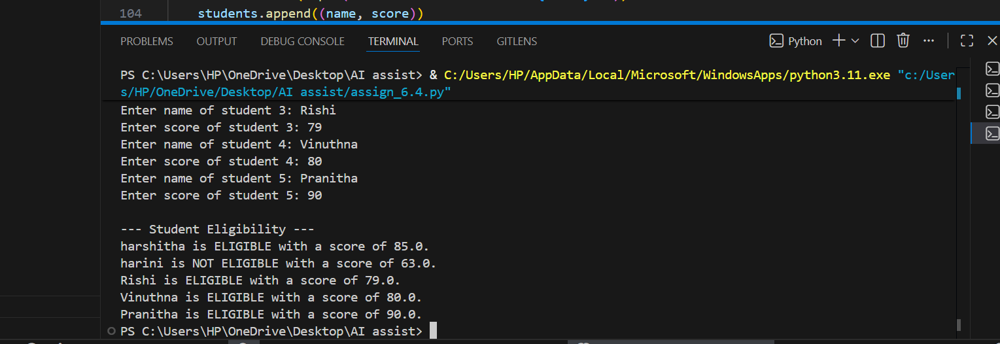 104 students.append((name, score))
PROBLEMS OUTPUT DEBUG CONSOLE TERMINAL PORTS GITLENS Python
PS C:\Users\HP\OneDrive\Desktop\AI assist> & C:/Users/HP/AppData/Local/Microsoft/WindowsApps/python3.11.exe "c:/User
s/HP/OneDrive/Desktop/AI assist/assign_6.4.py"
Enter name of student 3: Rishi
Enter score of student 3: 79
Enter name of student 4: Vinuthna
Enter score of student 4: 80
Enter name of student 5: Pranitha
Enter score of student 5: 90
--- Student Eligibility ---
harshitha is ELIGIBLE with a score of 85.0.
harini is NOT ELIGIBLE with a score of 63.0.
Rishi is ELIGIBLE with a score of 79.0.
Vinuthna is ELIGIBLE with a score of 80.0.
Pranitha is ELIGIBLE with a score of 90.0.
PS C:\Users\HP\OneDrive\Desktop\AI assist>